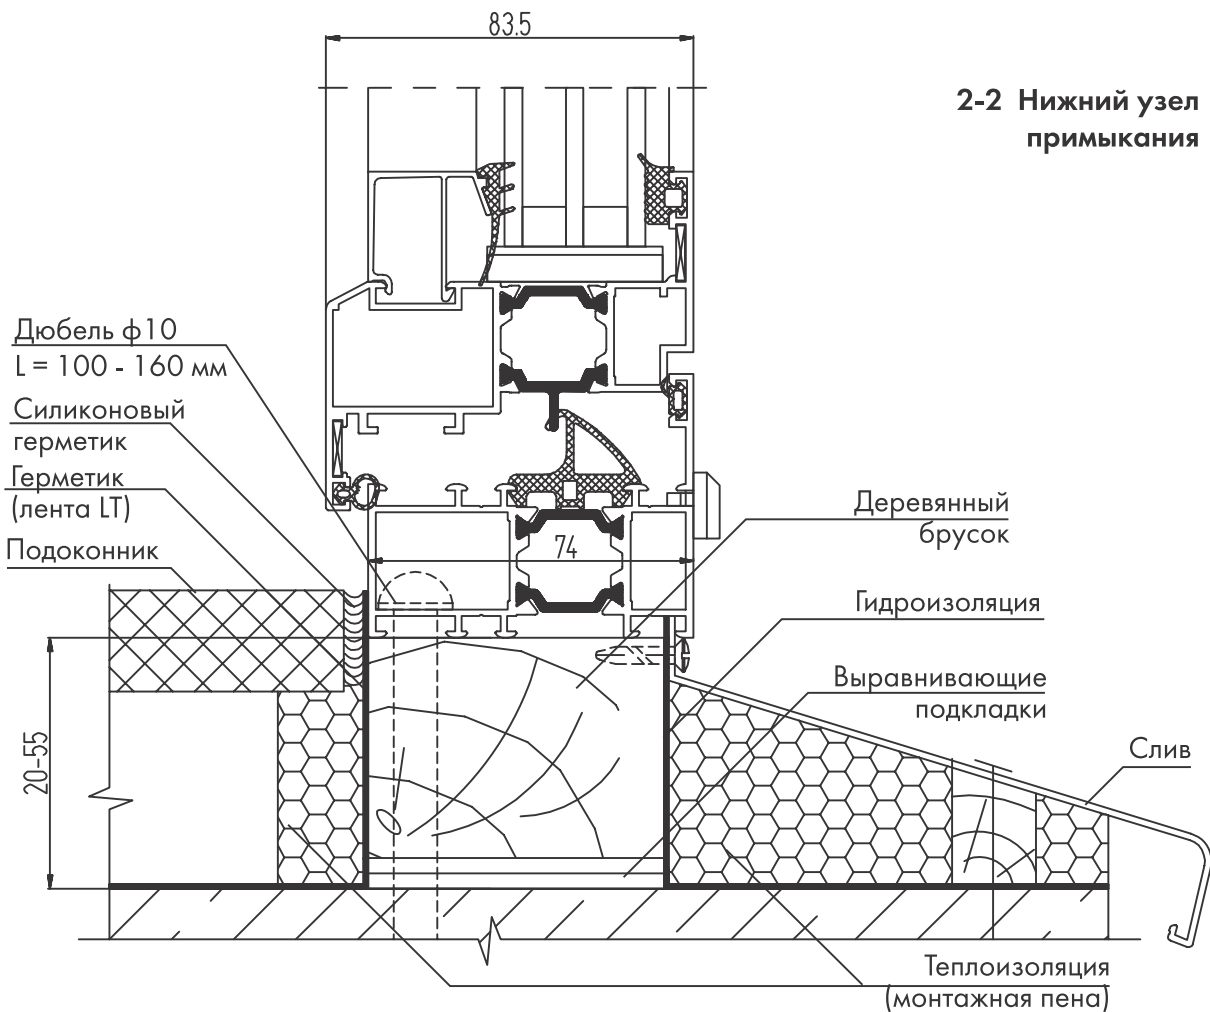 83.5
2-2 Нижний узел
примыкания
Дюбель ф10
L = 100 - 160 мм
Силиконовый
герметик
Герметик
(лента LT)
Подоконник
74
Деревянный
брусок
Гидроизоляция
Выравнивающие
подкладки
Слив
20-55
Теплоизоляция
(монтажная пена)